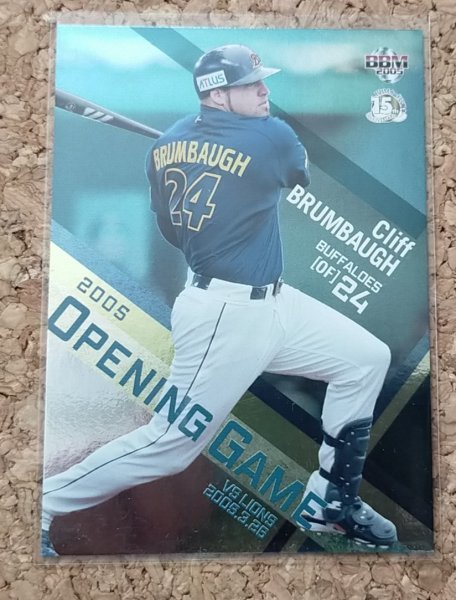 BBM
2005
15th
ATLUS
BRUMBAUGH
24
Cliff
BRUMBAUGH
BUFFALOES
[OF] 24
2005
OPENING GAME
VS LIONS
2005.3.26